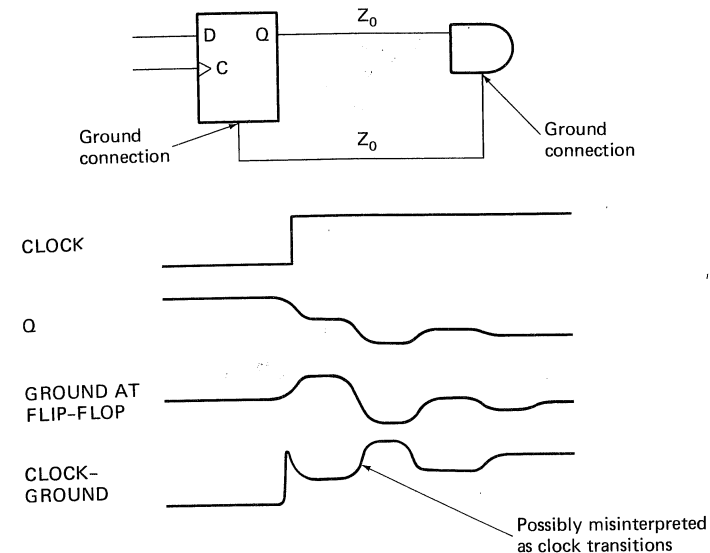 Z0
D Q
C
Ground
connection
Z0
Ground
connection
CLOCK
Q
GROUND AT
FLIP-FLOP
CLOCK-
GROUND
Possibly misinterpreted
as clock transitions